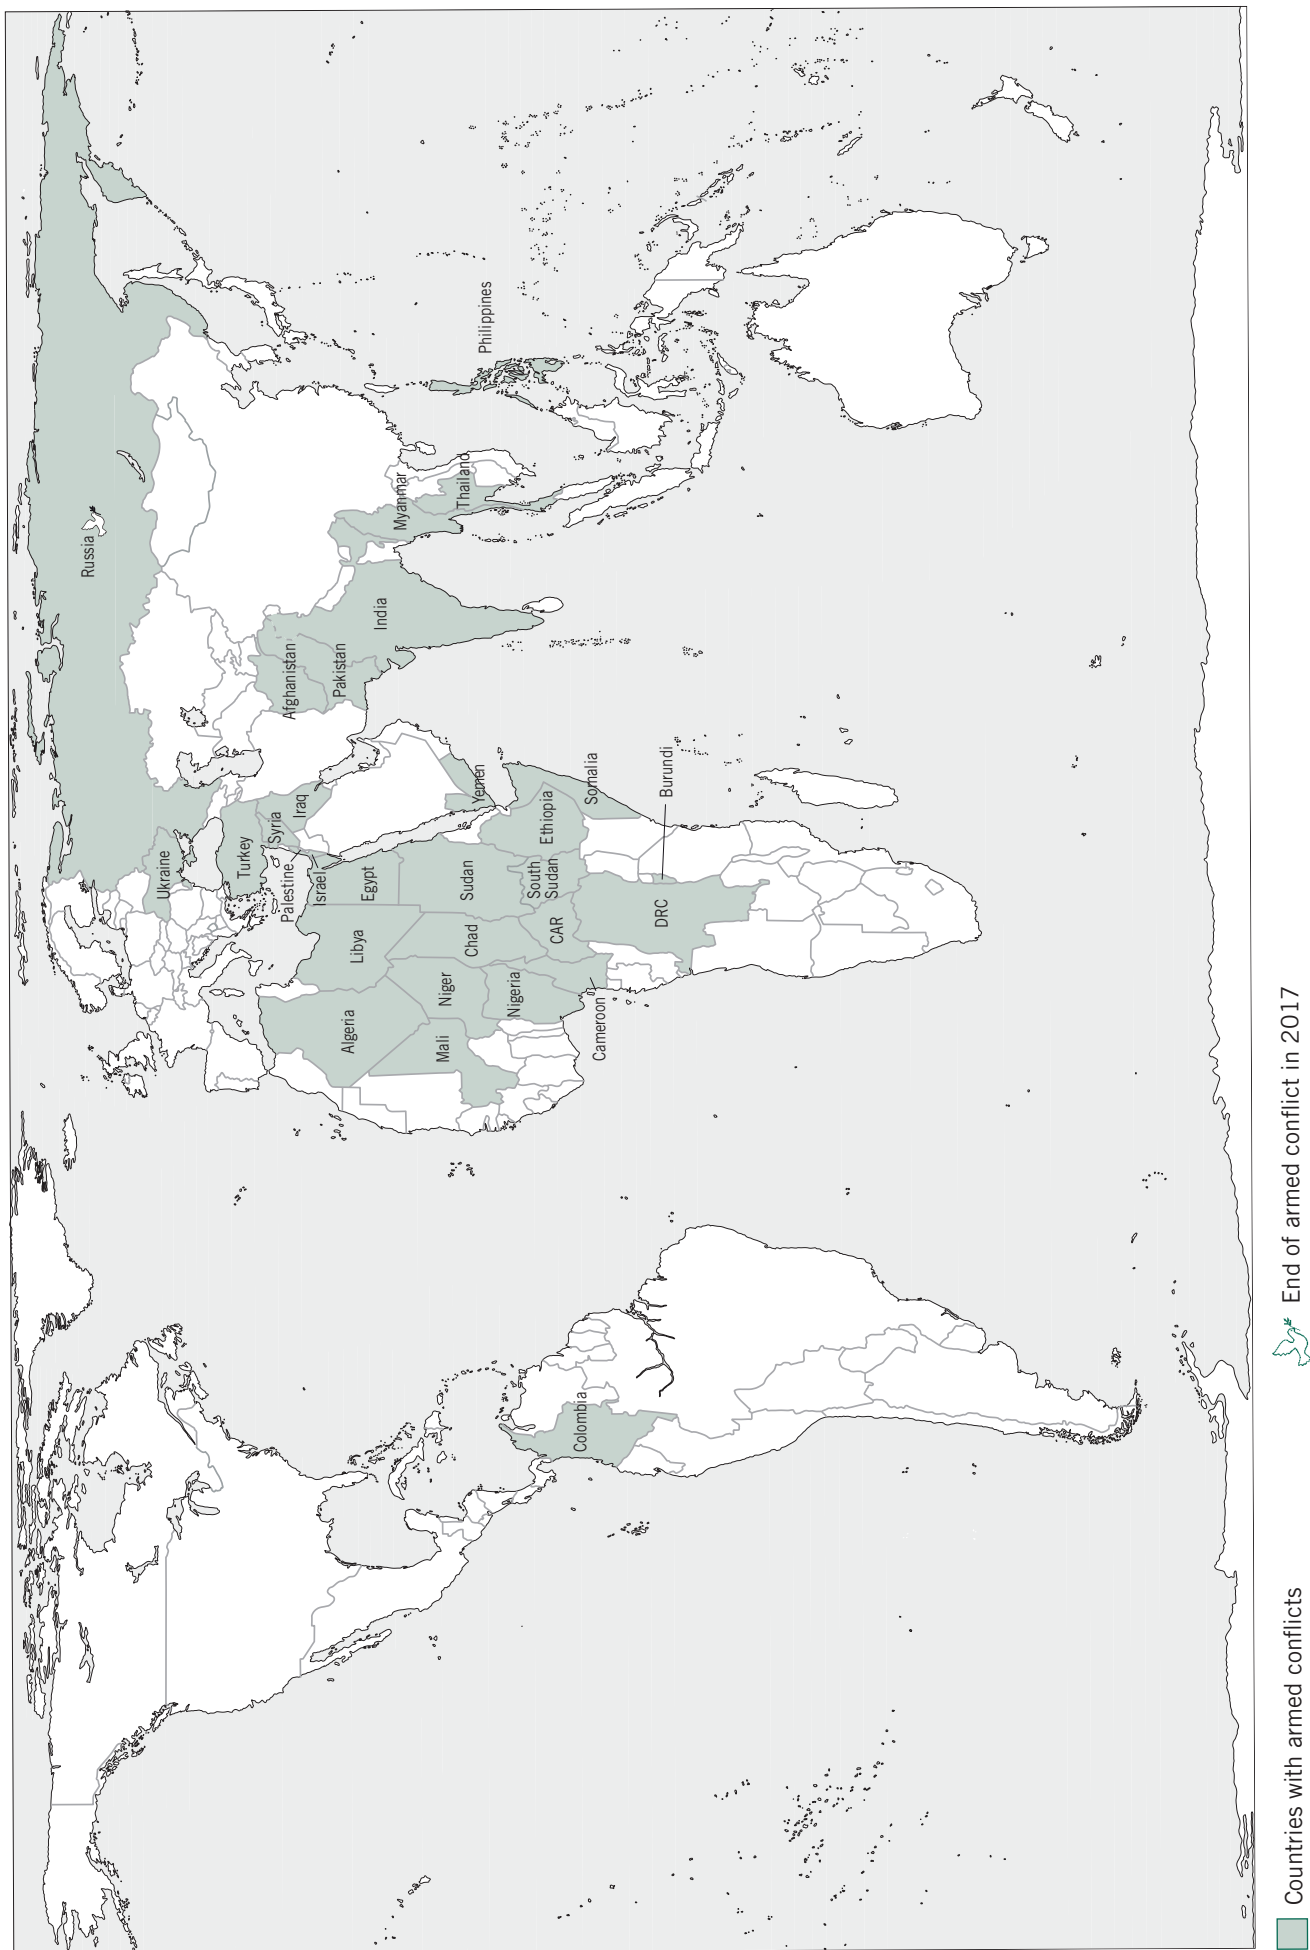 Russia
Ukraine
Turkey
Syria
Iraq
Palestine
Israel
Egypt
Afghanistan
Pakistan
India
Myanmar
Thailand
Philippines
Algeria
Libya
Mali
Niger
Chad
Sudan
Yemen
Nigeria
CAR
South
Sudan
Ethiopia
Somalia
Cameroon
DRC
Burundi
Colombia
Countries with armed conflicts
End of armed conflict in 2017